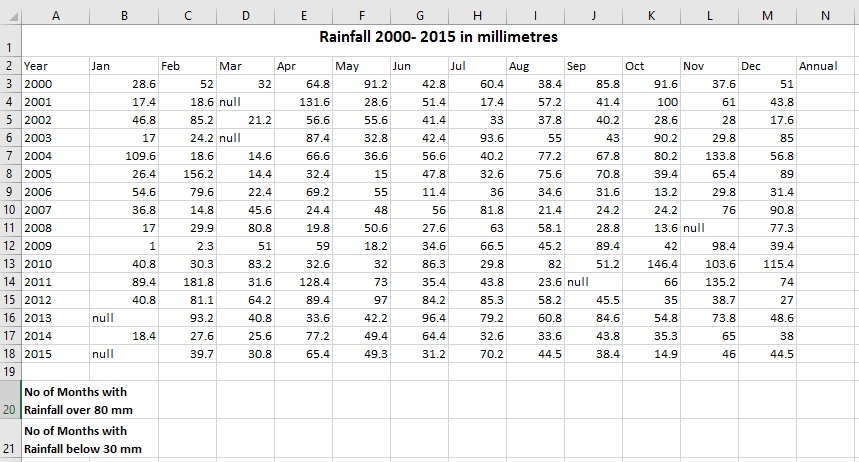 A B C D E F G H I J K L M N
1 Rainfall 2000- 2015 in millimetres
2 Year Jan Feb Mar Apr May Jun Jul Aug Sep Oct Nov Dec Annual
3 2000 28.6 52 32 64.8 91.2 42.8 60.4 38.4 85.8 91.6 37.6 51
4 2001 17.4 18.6 null 131.6 28.6 51.4 17.4 57.2 41.4 100 61 43.8
5 2002 46.8 85.2 21.2 56.6 55.6 41.4 33 37.8 40.2 28.6 28 17.6
6 2003 17 24.2 null 87.4 32.8 42.4 93.6 55 43 90.2 29.8 85
7 2004 109.6 18.6 14.6 66.6 36.6 56.6 40.2 77.2 67.8 80.2 133.8 56.8
8 2005 26.4 156.2 14.4 32.4 15 47.8 32.6 75.6 70.8 39.4 65.4 89
9 2006 54.6 79.6 22.4 69.2 55 11.4 36 34.6 31.6 13.2 29.8 31.4
10 2007 36.8 14.8 45.6 24.4 48 56 81.8 21.4 24.2 24.2 76 90.8
11 2008 17 29.9 80.8 19.8 50.6 27.6 63 58.1 28.8 13.6 null 77.3
12 2009 1 2.3 51 59 18.2 34.6 66.5 45.2 89.4 42 98.4 39.4
13 2010 40.8 30.3 83.2 32.6 32 86.3 29.8 82 51.2 146.4 103.6 115.4
14 2011 89.4 181.8 31.6 128.4 73 35.4 43.8 23.6 null 66 135.2 74
15 2012 40.8 81.1 64.2 89.4 97 84.2 85.3 58.2 45.5 35 38.7 27
16 2013 null 93.2 40.8 33.6 42.2 96.4 79.2 60.8 84.6 54.8 73.8 48.6
17 2014 18.4 27.6 25.6 77.2 49.4 64.4 32.6 33.6 43.8 35.3 65 38
18 2015 null 39.7 30.8 65.4 49.3 31.2 70.2 44.5 38.4 14.9 46 44.5
19
No of Months with
20 Rainfall over 80 mm
No of Months with
21 Rainfall below 30 mm